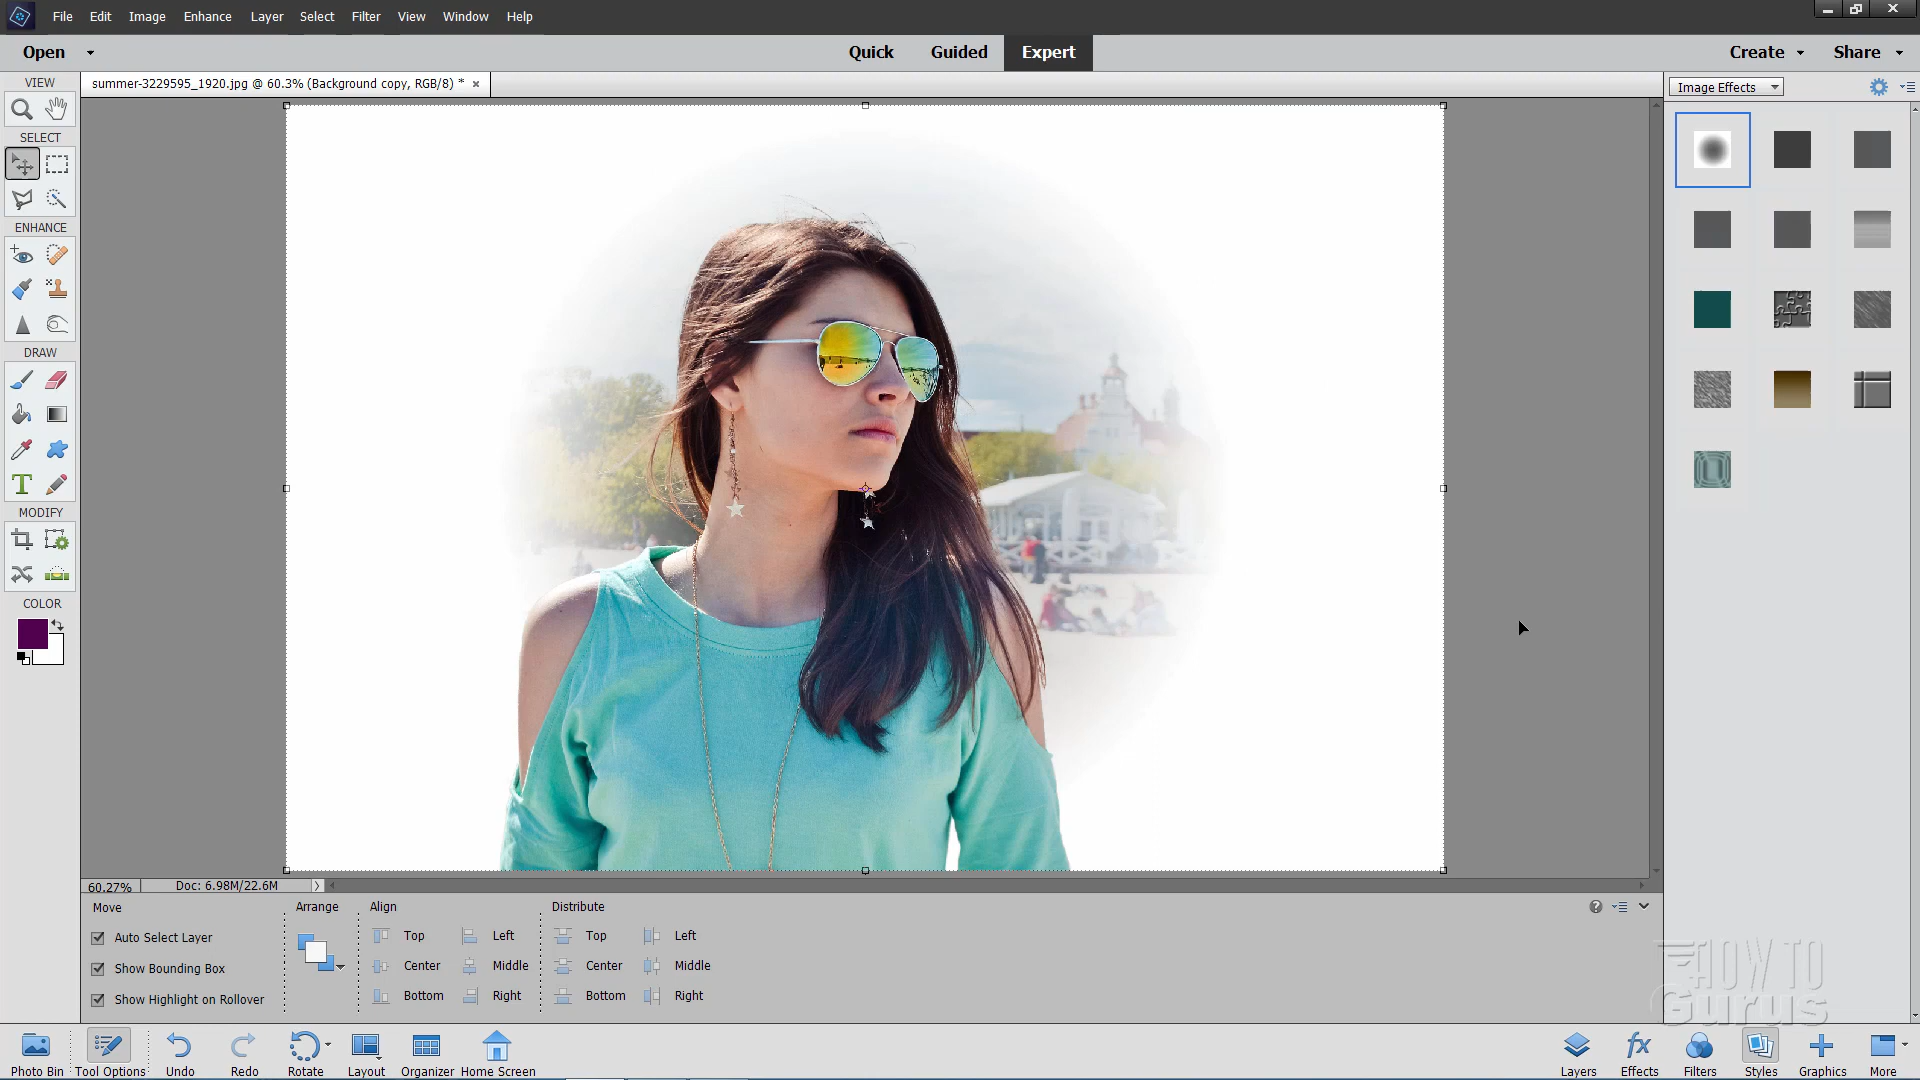 File Edit Image Enhance Layer Select Filter View Window Help
Open Quick Guided Expert Create Share
VIEW
summer-3229595_1920.jpg @ 60.3% (Background copy, RGB/8) * ×
Image Effects
SELECT
ENHANCE
DRAW
T
MODIFY
COLOR
60.27% Doc: 6.98M/22.6M
Move
Auto Select Layer
Show Bounding Box
Show Highlight on Rollover
Arrange
Align
Top Left
Center Middle
Bottom Right
Distribute
Top Left
Center Middle
Bottom Right
HOW TO
Gurus
Photo Bin Tool Options Undo Redo Rotate Layout Organizer Home Screen
fx
Layers Effects Filters Styles Graphics More